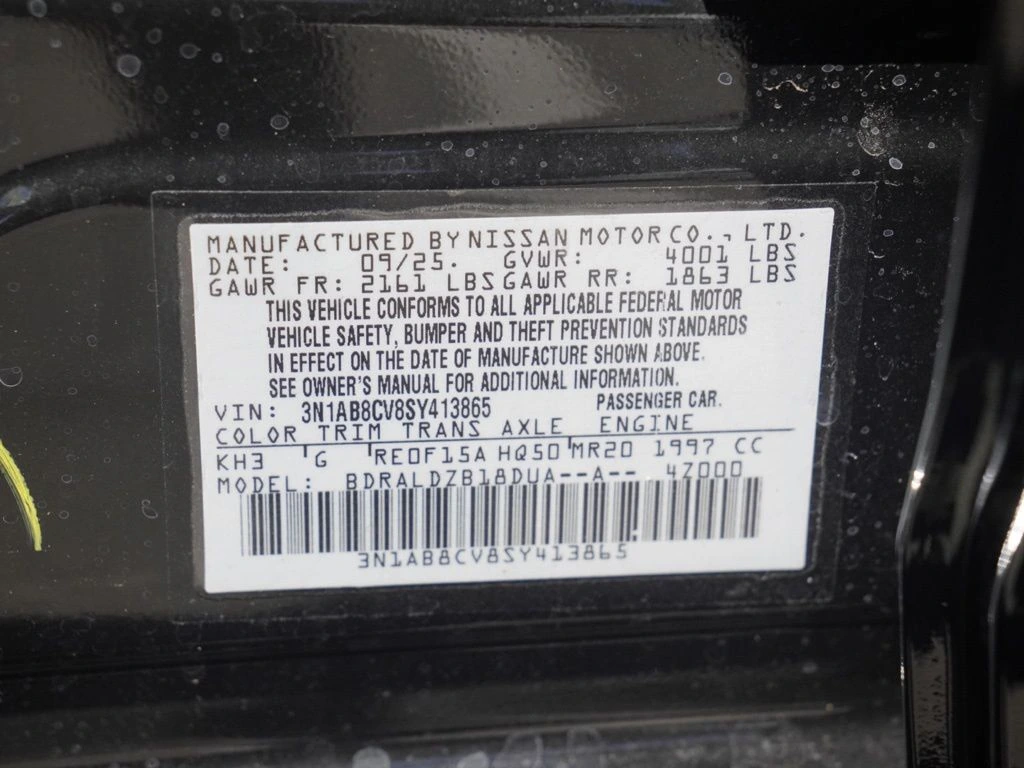 MANUFACTURED BY NISSAN MOTOR CO., LTD.
DATE: 09/25. GVWR: 4001 LBS
GAWR FR: 2161 LBS GAWR RR: 1863 LBS
THIS VEHICLE CONFORMS TO ALL APPLICABLE FEDERAL MOTOR
VEHICLE SAFETY, BUMPER AND THEFT PREVENTION STANDARDS
IN EFFECT ON THE DATE OF MANUFACTURE SHOWN ABOVE.
SEE OWNER'S MANUAL FOR ADDITIONAL INFORMATION.
VIN: 3N1AB8CV8SY413865 PASSENGER CAR.
COLOR TRIM TRANS AXLE ENGINE
KH3 G RE0F15A HQ50 MR20 1997 CC
MODEL: BDRALDZB18DUA--A-- 4Z000
3N1AB8CV8SY413865